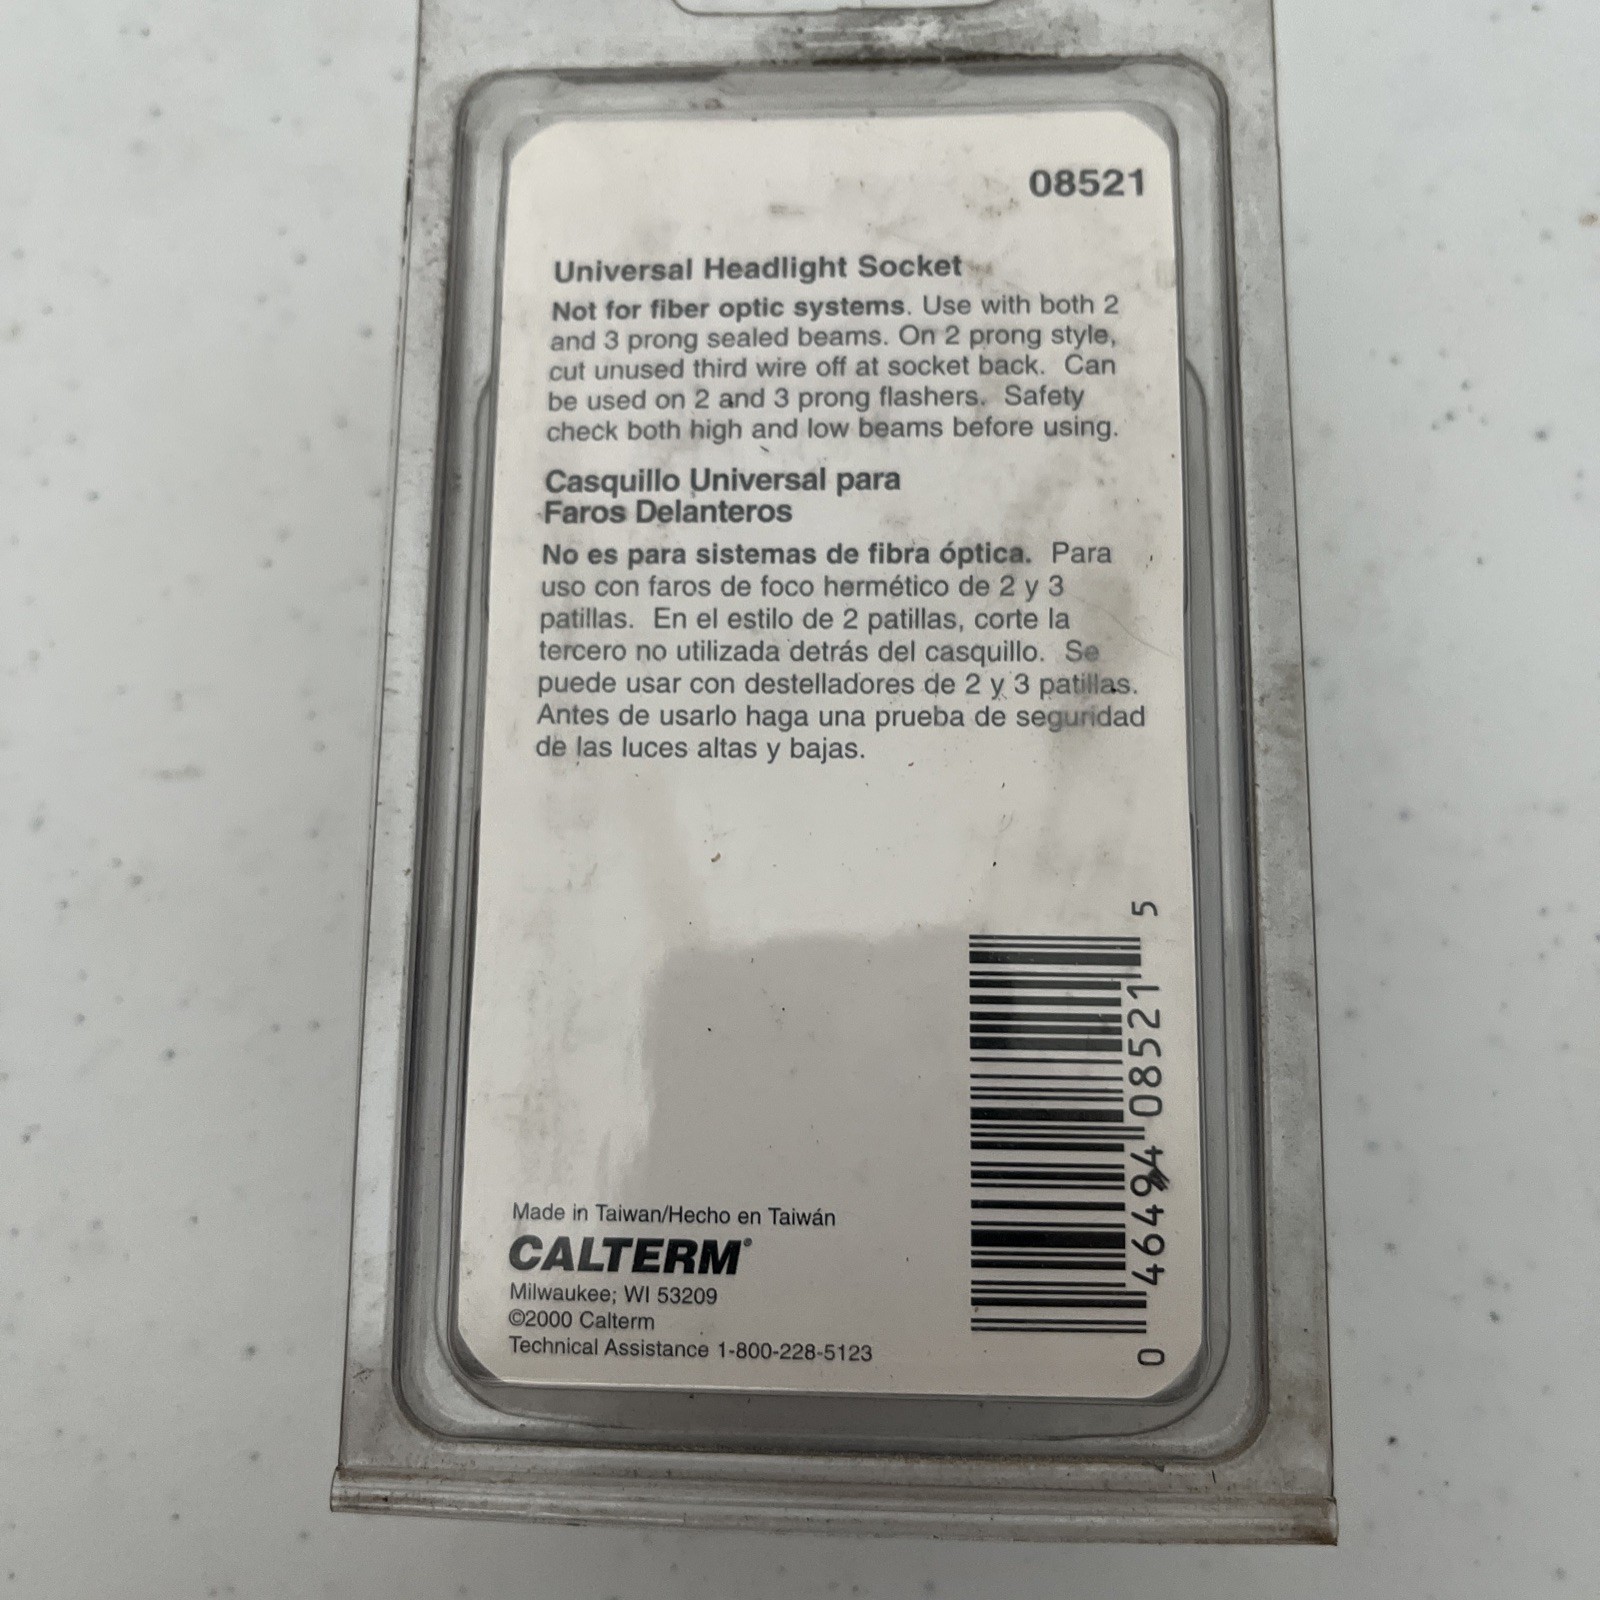 08521
Universal Headlight Socket
Not for fiber optic systems. Use with both 2
and 3 prong sealed beams. On 2 prong style,
cut unused third wire off at socket back. Can
be used on 2 and 3 prong flashers. Safety
check both high and low beams before using.
Casquillo Universal para
Faros Delanteros
No es para sistemas de fibra óptica. Para
uso con faros de foco hermético de 2 y 3
patillas. En el estilo de 2 patillas, corte la
tercero no utilizada detrás del casquillo. Se
puede usar con destelladores de 2 y 3 patillas.
Antes de usarlo haga una prueba de seguridad
de las luces altas y bajas.
Made in Taiwan/Hecho en Taiwán
CALTERM®
Milwaukee; WI 53209
©2000 Calterm
Technical Assistance 1-800-228-5123
0 46494 08521 5